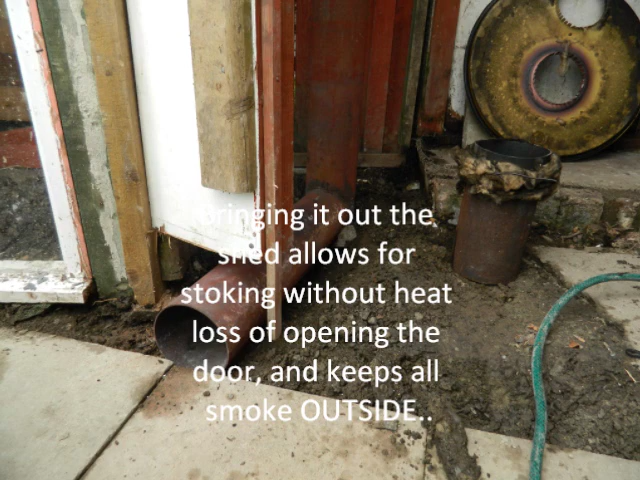 bringing it out the
shed allows for
stoking without heat
loss of opening the
door, and keeps all
smoke OUTSIDE..